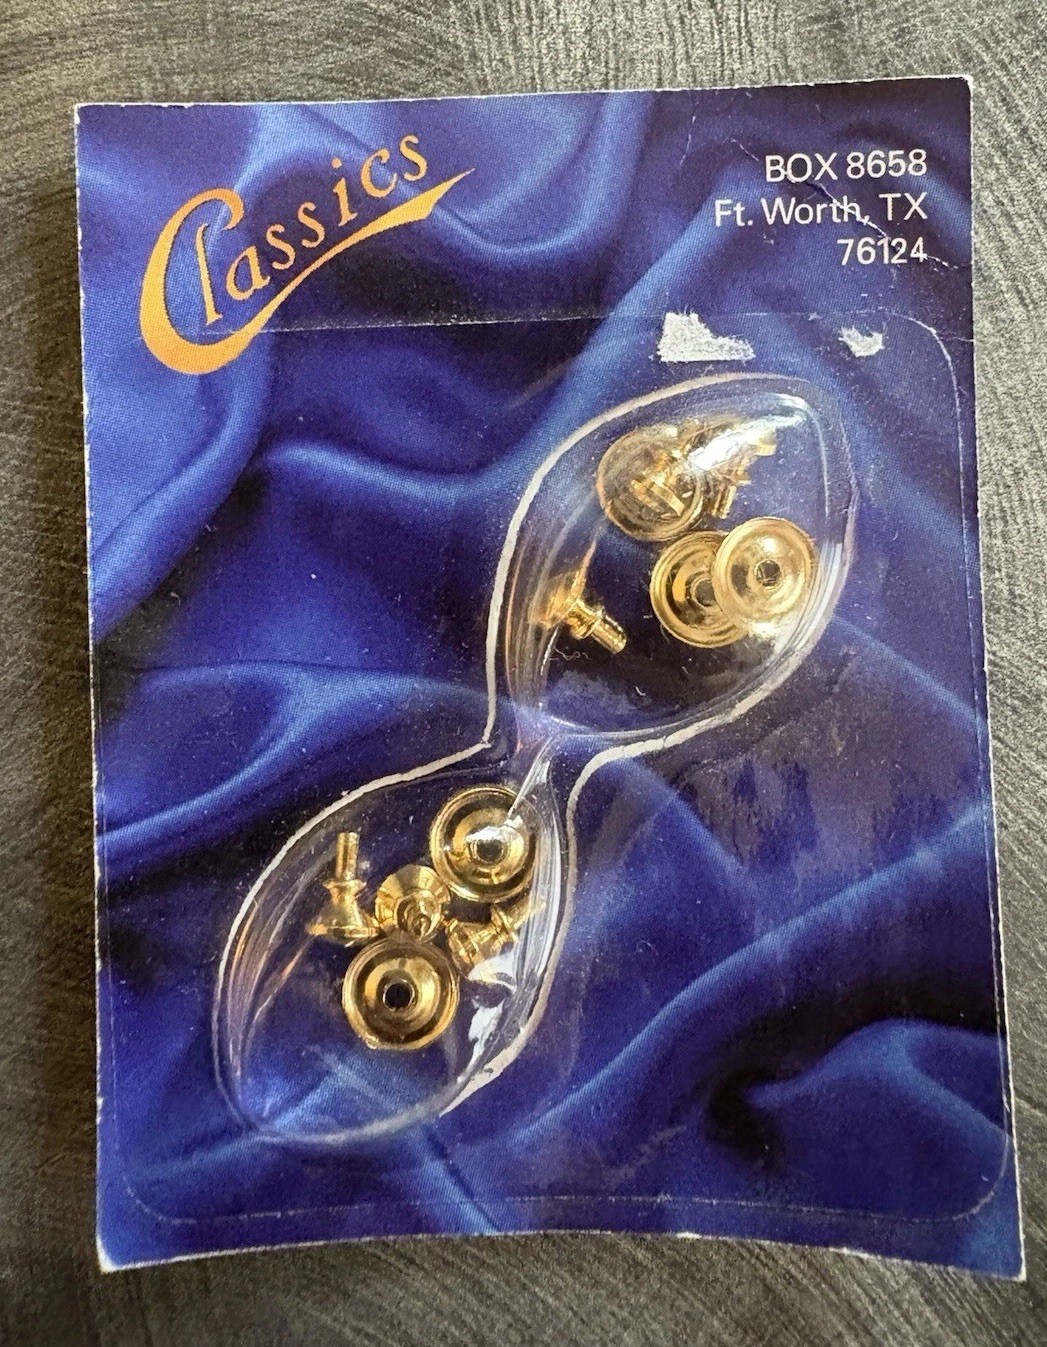 Classics
BOX 8658
Ft. Worth, TX
76124